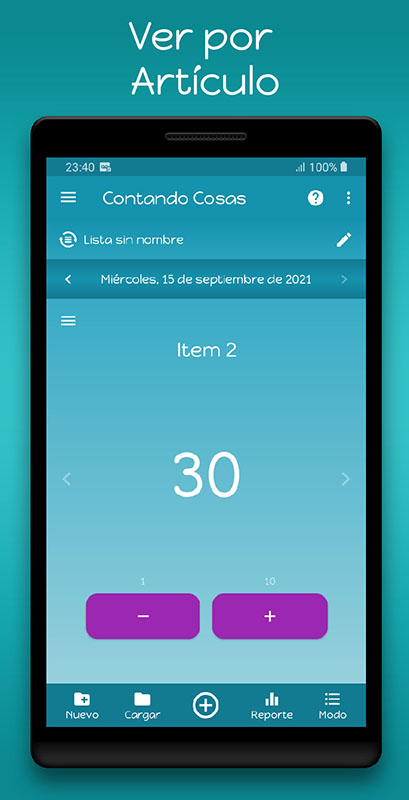 Ver por
Artículo
23:40
100%
Contando Cosas
?
Lista sin nombre
Miércoles, 15 de septiembre de 2021
Item 2
30
1 10
− +
Nuevo Cargar Reporte Modo